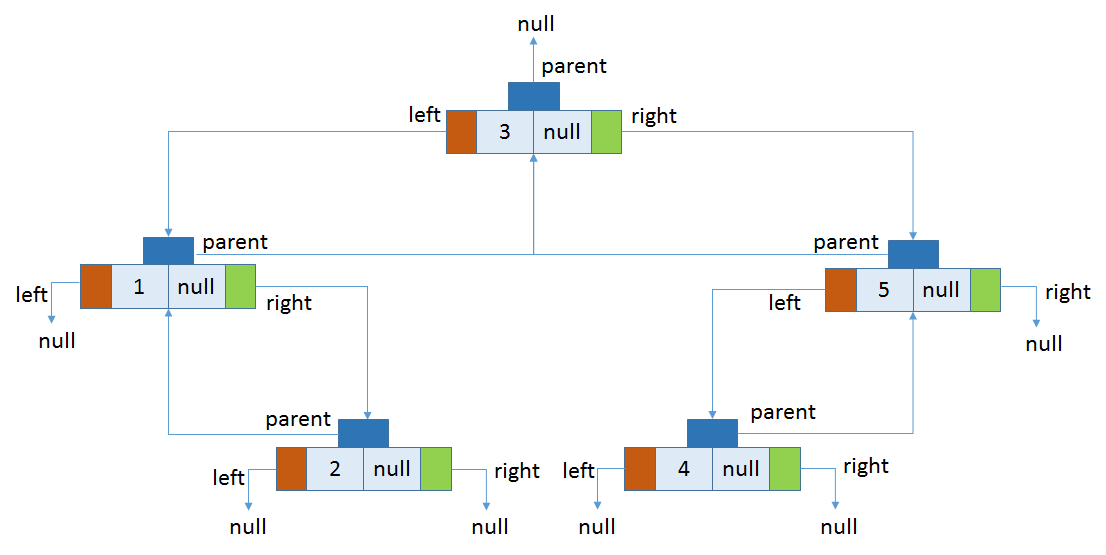 null
parent
left 3 null right
parent parent
1 null 5 null
left right left right
null null
parent parent
left 2 null right left 4 null right
null null null null